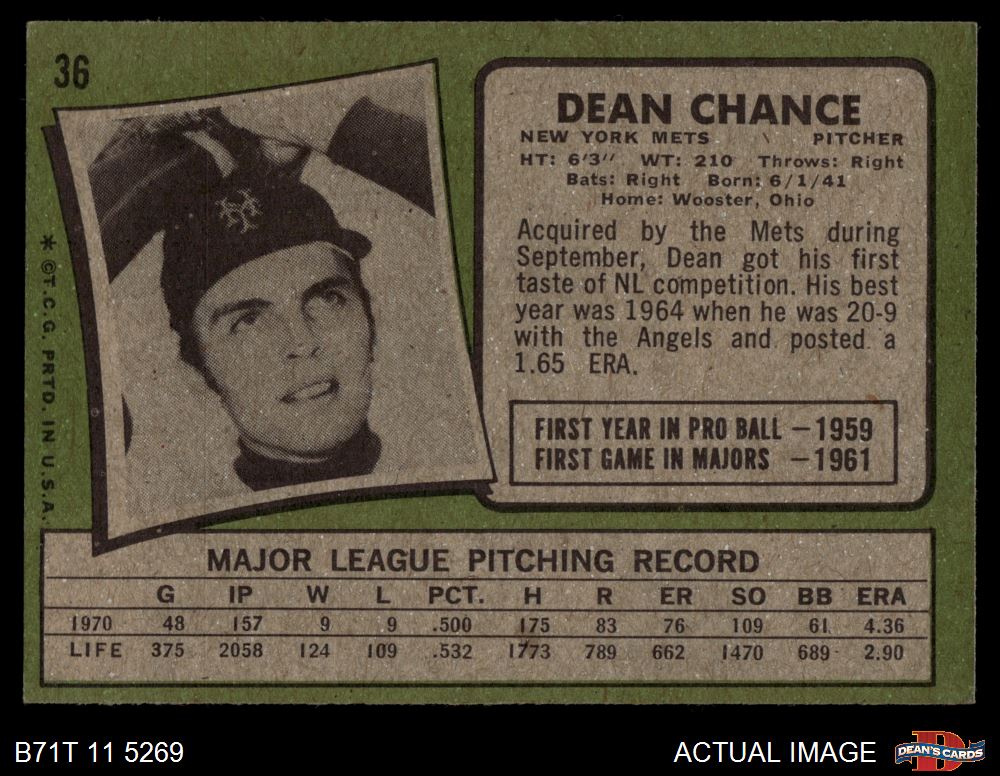 36
DEAN CHANCE
NEW YORK METS PITCHER
HT: 6'3" WT: 210 Throws: Right
Bats: Right Born: 6/1/41
Home: Wooster, Ohio
Acquired by the Mets during
September, Dean got his first
taste of NL competition. His best
year was 1964 when he was 20-9
with the Angels and posted a
1.65 ERA.
FIRST YEAR IN PRO BALL —1959
FIRST GAME IN MAJORS —1961
NY
* ©T.C.G. PRTD. IN U.S.A.
MAJOR LEAGUE PITCHING RECORD
G IP W L PCT. H R ER SO BB ERA
1970 48 157 9 9 .500 175 83 76 109 61 4.36
LIFE 375 2058 124 109 .532 1773 789 662 1470 689 2.90
B71T 11 5269
ACTUAL IMAGE
DEAN'S CARDS